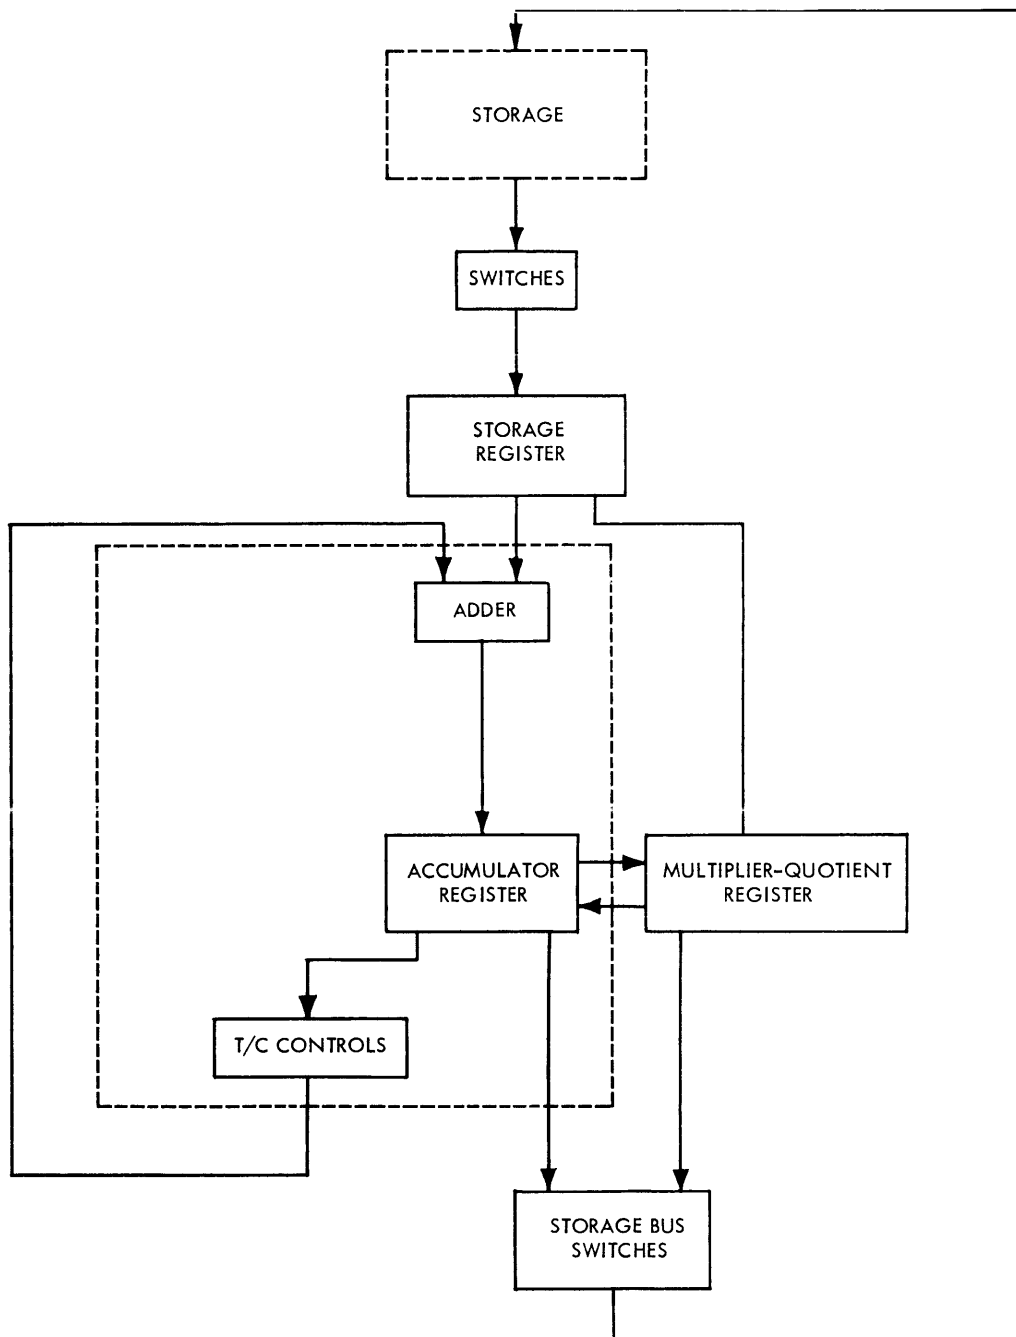 STORAGE
SWITCHES
STORAGE
REGISTER
ADDER
ACCUMULATOR
REGISTER
MULTIPLIER-QUOTIENT
REGISTER
T/C CONTROLS
STORAGE BUS
SWITCHES